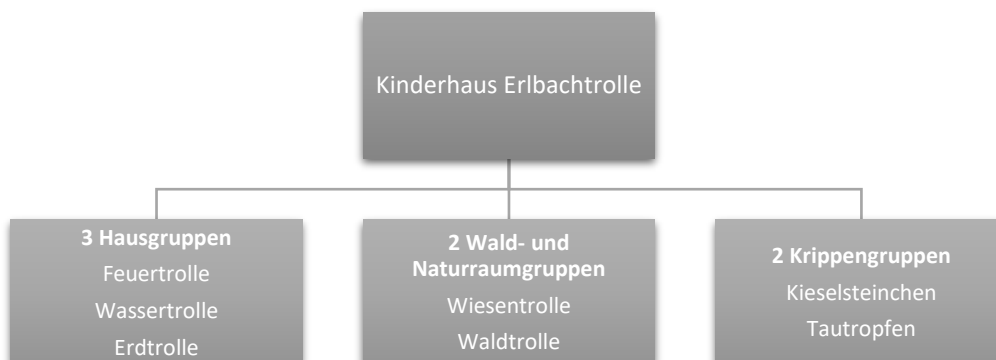 Kinderhaus Erlbachtrolle
3 Hausgruppen
Feuertrolle
Wassertrolle
Erdtrolle
2 Wald- und
Naturraumgruppen
Wiesentrolle
Waldtrolle
2 Krippengruppen
Kieselsteinchen
Tautropfen